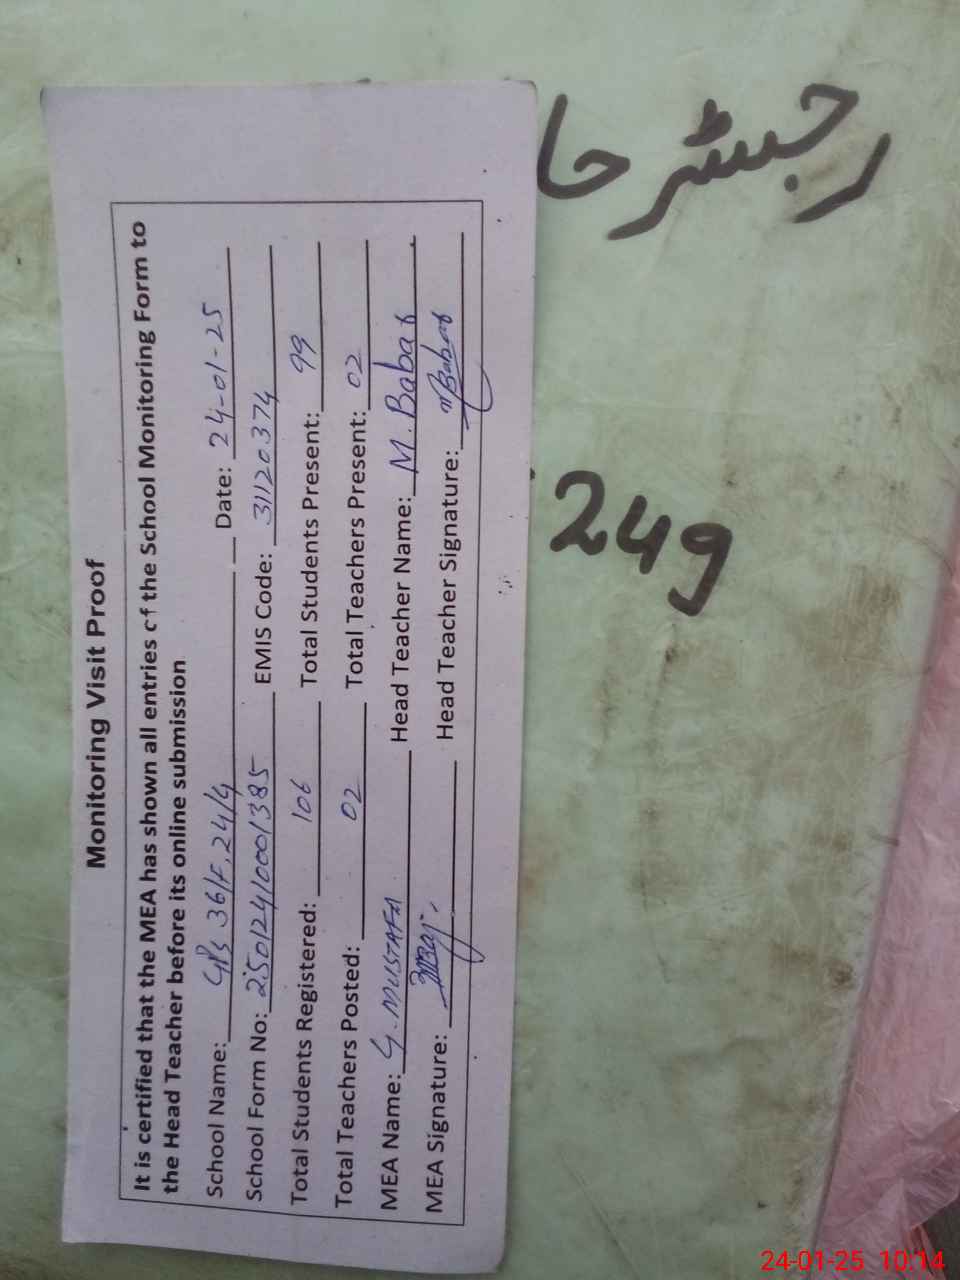 Monitoring Visit Proof
It is certified that the MEA has shown all entries of the School Monitoring Form to
the Head Teacher before its online submission
School Name: GPS 36/F, 24/4 Date: 24-01-25
School Form No: 25012410001385 EMIS Code: 31120374
Total Students Registered: 106 Total Students Present: 99
Total Teachers Posted: 02 Total Teachers Present: 02
MEA Name: G. MUSTAFA Head Teacher Name: M. Babar
MEA Signature: Head Teacher Signature: MBabar
رجسٹر حا
249
24-01-25 10:14